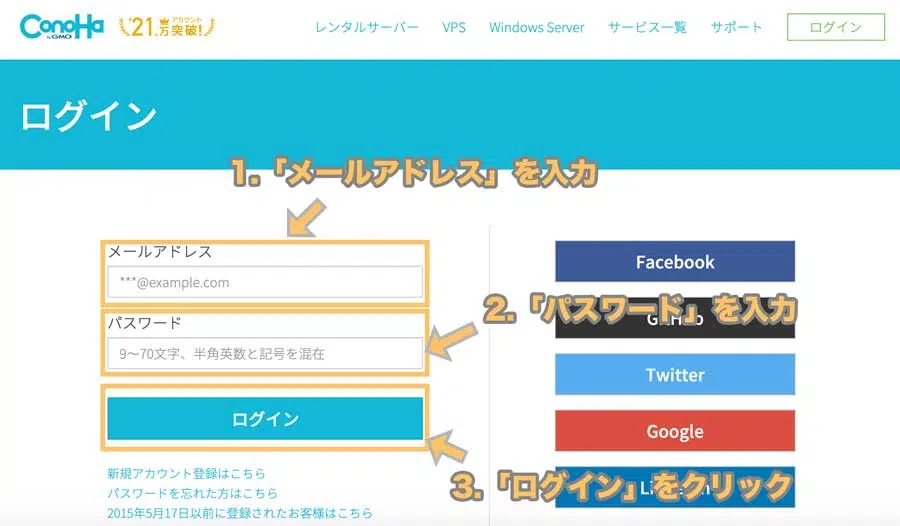 ConoHa by GMO
アカウント
21万突破!
レンタルサーバー VPS Windows Server サービス一覧 サポート ログイン
ログイン
1.「メールアドレス」を入力
メールアドレス
***@example.com
Facebook
2.「パスワード」を入力
GitHub
パスワード
9〜70文字、半角英数と記号を混在
Twitter
ログイン
Google
3.「ログイン」をクリック
新規アカウント登録はこちら
パスワードを忘れた方はこちら
2015年5月17日以前に登録されたお客様はこちら